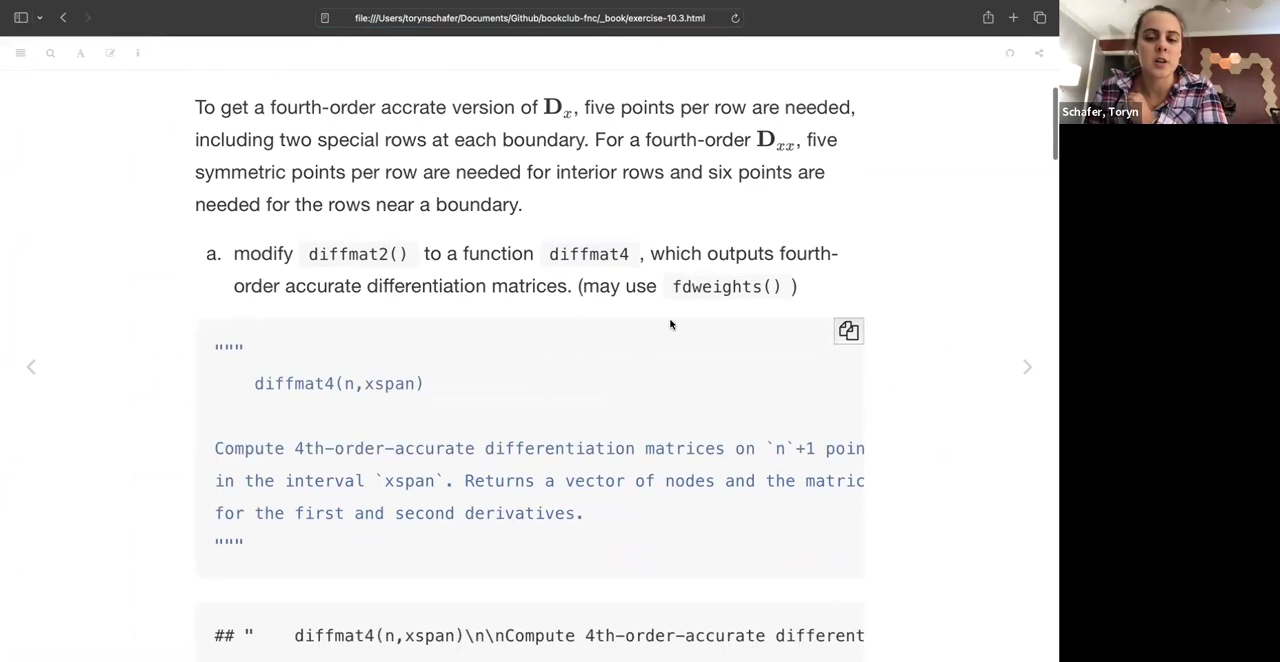 file:///Users/torynschafer/Documents/Github/bookclub-fnc/_book/exercise-10.3.html
Schafer, Toryn
To get a fourth-order accrate version of Dₓ, five points per row are needed,
including two special rows at each boundary. For a fourth-order Dₓₓ, five
symmetric points per row are needed for interior rows and six points are
needed for the rows near a boundary.
a. modify diffmat2() to a function diffmat4 , which outputs fourth-
order accurate differentiation matrices. (may use fdweights() )
"""
diffmat4(n,xspan)
Compute 4th-order-accurate differentiation matrices on `n`+1 poin
in the interval `xspan`. Returns a vector of nodes and the matric
for the first and second derivatives.
"""
## "    diffmat4(n,xspan)\n\nCompute 4th-order-accurate different